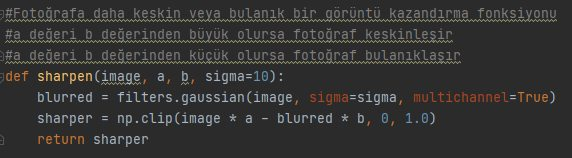 #Fotoğrafa daha keskin veya bulanık bir görüntü kazandırma fonksiyonu
#a değeri b değerinden büyük olursa fotoğraf keskinleşir
#a değeri b değerinden küçük olursa fotoğraf bulanıklaşır
def sharpen(image, a, b, sigma=10):
    blurred = filters.gaussian(image, sigma=sigma, multichannel=True)
    sharper = np.clip(image * a - blurred * b, 0, 1.0)
    return sharper